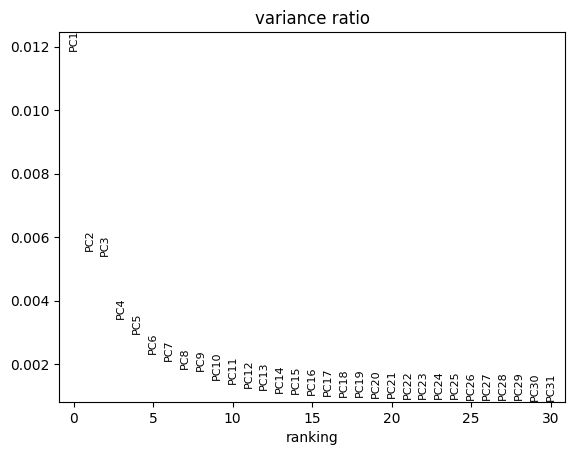 variance ratio
0.012
0.010
0.008
0.006
0.004
0.002
PC1
PC2
PC3
PC4
PC5
PC6
PC7
PC8
PC9
PC10
PC11
PC12
PC13
PC14
PC15
PC16
PC17
PC18
PC19
PC20
PC21
PC22
PC23
PC24
PC25
PC26
PC27
PC28
PC29
PC30
PC31
0 5 10 15 20 25 30
ranking